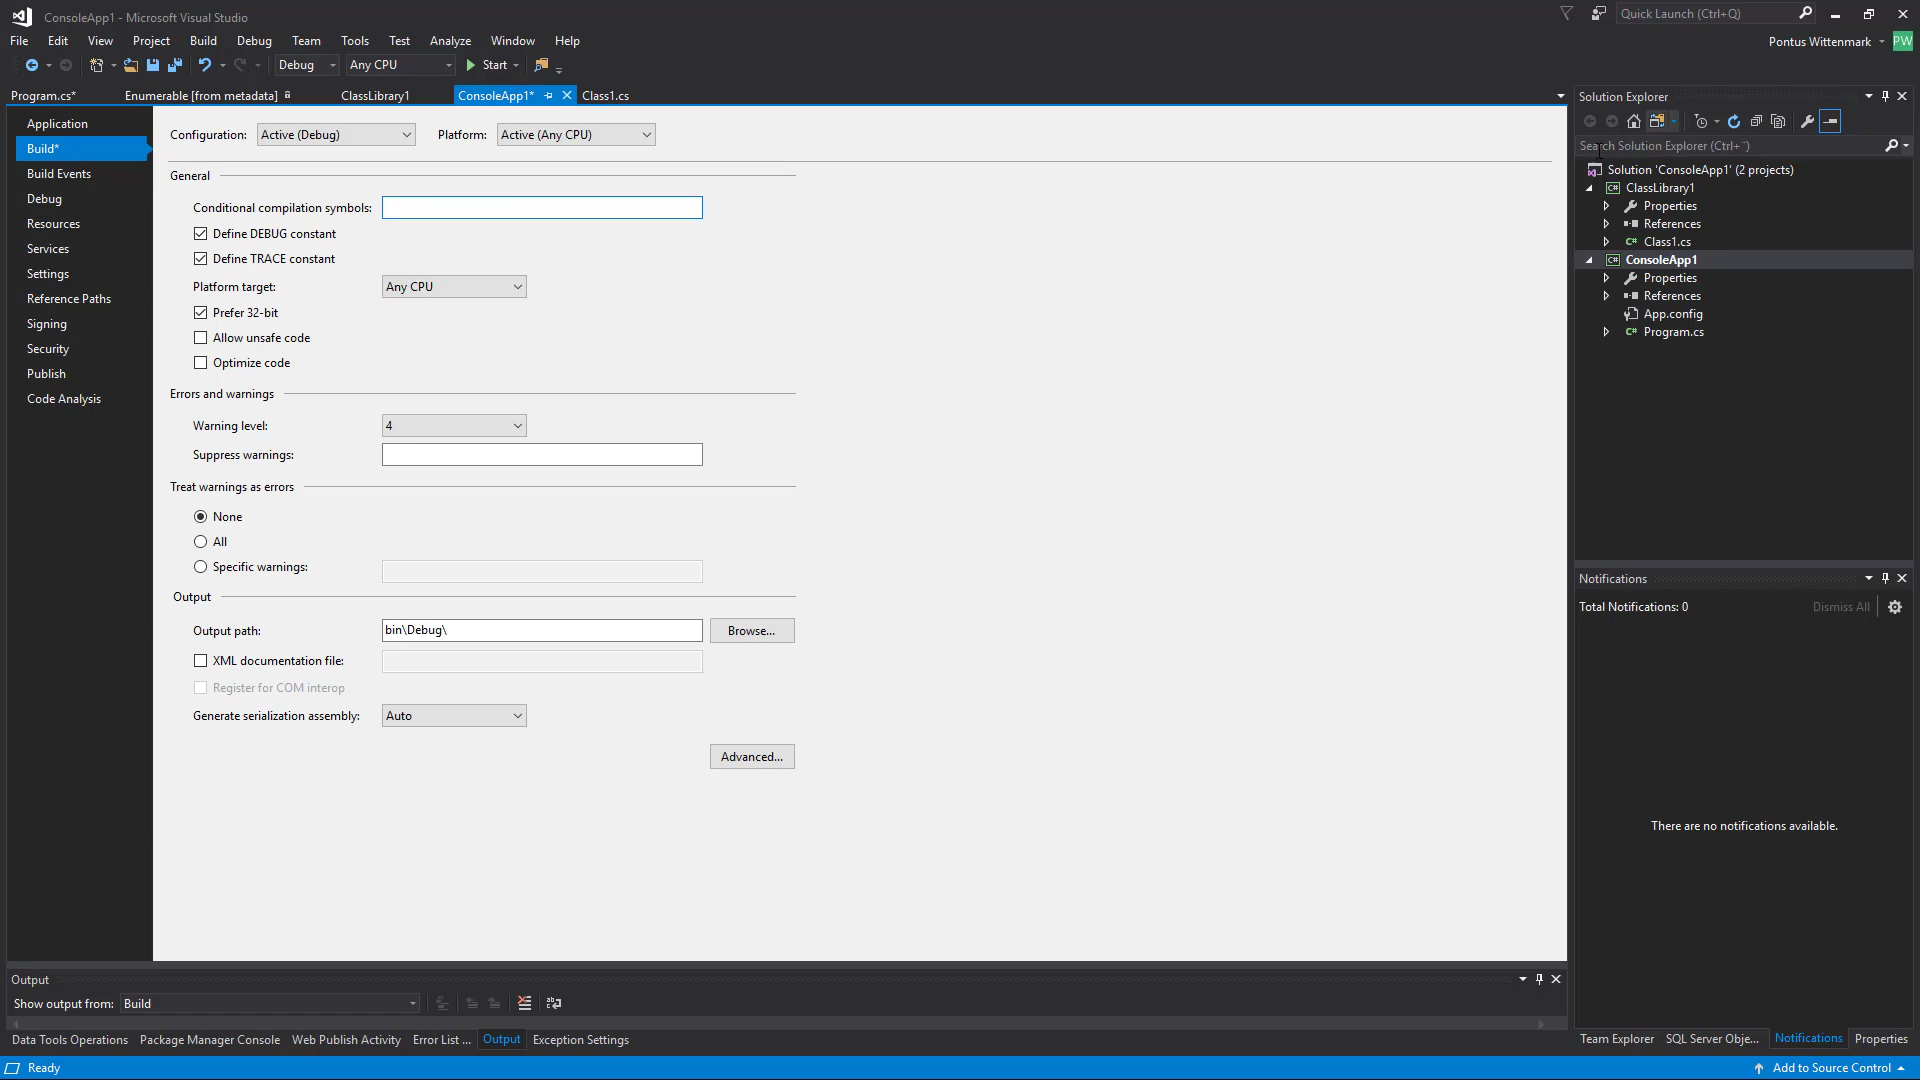 ConsoleApp1 - Microsoft Visual Studio
Quick Launch (Ctrl+Q)
File Edit View Project Build Debug Team Tools Test Analyze Window Help
Pontus Wittenmark PW
Debug Any CPU Start
Program.cs* Enumerable [from metadata] ClassLibrary1 ConsoleApp1* Class1.cs
Application
Build*
Build Events
Debug
Resources
Services
Settings
Reference Paths
Signing
Security
Publish
Code Analysis
Configuration: Active (Debug) Platform: Active (Any CPU)
General
Conditional compilation symbols:
Define DEBUG constant
Define TRACE constant
Platform target: Any CPU
Prefer 32-bit
Allow unsafe code
Optimize code
Errors and warnings
Warning level: 4
Suppress warnings:
Treat warnings as errors
None
All
Specific warnings:
Output
Output path: bin\Debug\ Browse...
XML documentation file:
Register for COM interop
Generate serialization assembly: Auto
Advanced...
Solution Explorer
Search Solution Explorer (Ctrl+¨)
Solution 'ConsoleApp1' (2 projects)
C# ClassLibrary1
Properties
References
C# Class1.cs
C# ConsoleApp1
Properties
References
App.config
C# Program.cs
Notifications
Total Notifications: 0 Dismiss All
There are no notifications available.
Output
Show output from: Build
Data Tools Operations Package Manager Console Web Publish Activity Error List ... Output Exception Settings
Team Explorer SQL Server Obje... Notifications Properties
Ready
Add to Source Control